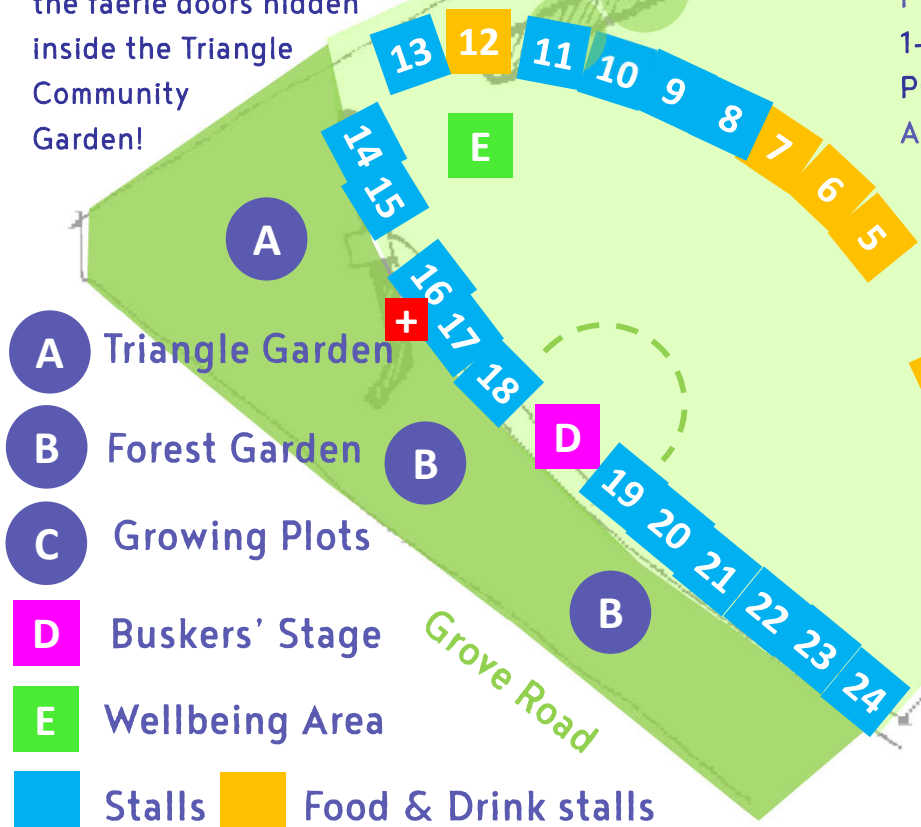 the faerie doors hidden
inside the Triangle
Community
Garden!
1-
P
A
13
12
11
10
9
8
7
6
5
14
15
E
A
16
17
18
+
D
B
19
20
21
22
23
24
B
Grove Road
A Triangle Garden
B Forest Garden
C Growing Plots
D Buskers’ Stage
E Wellbeing Area
Stalls Food & Drink stalls